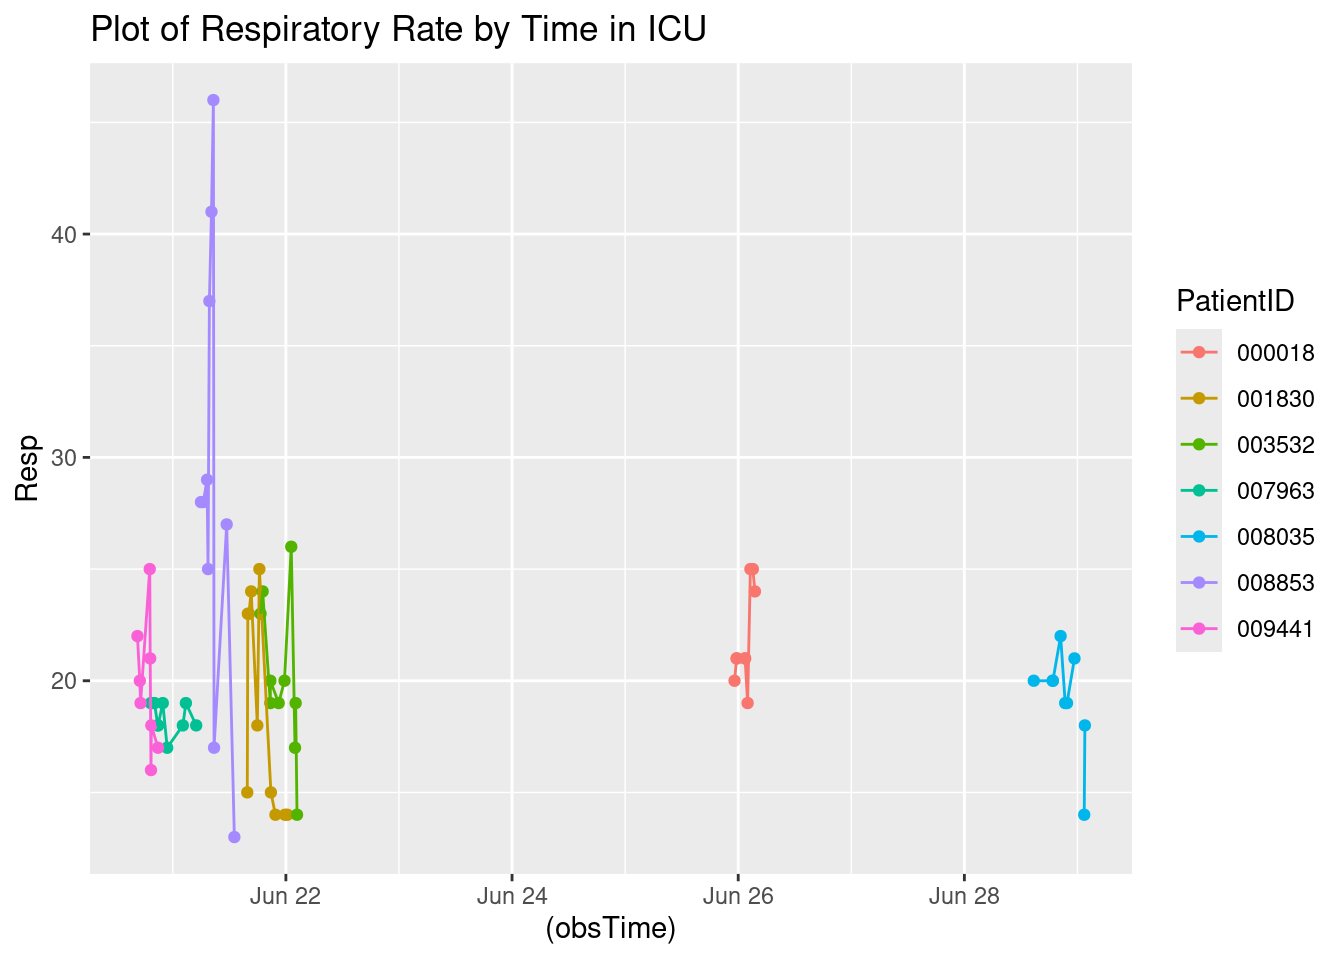 Plot of Respiratory Rate by Time in ICU
40
30
20
Resp
Jun 22 Jun 24 Jun 26 Jun 28
(obsTime)
PatientID
000018
001830
003532
007963
008035
008853
009441